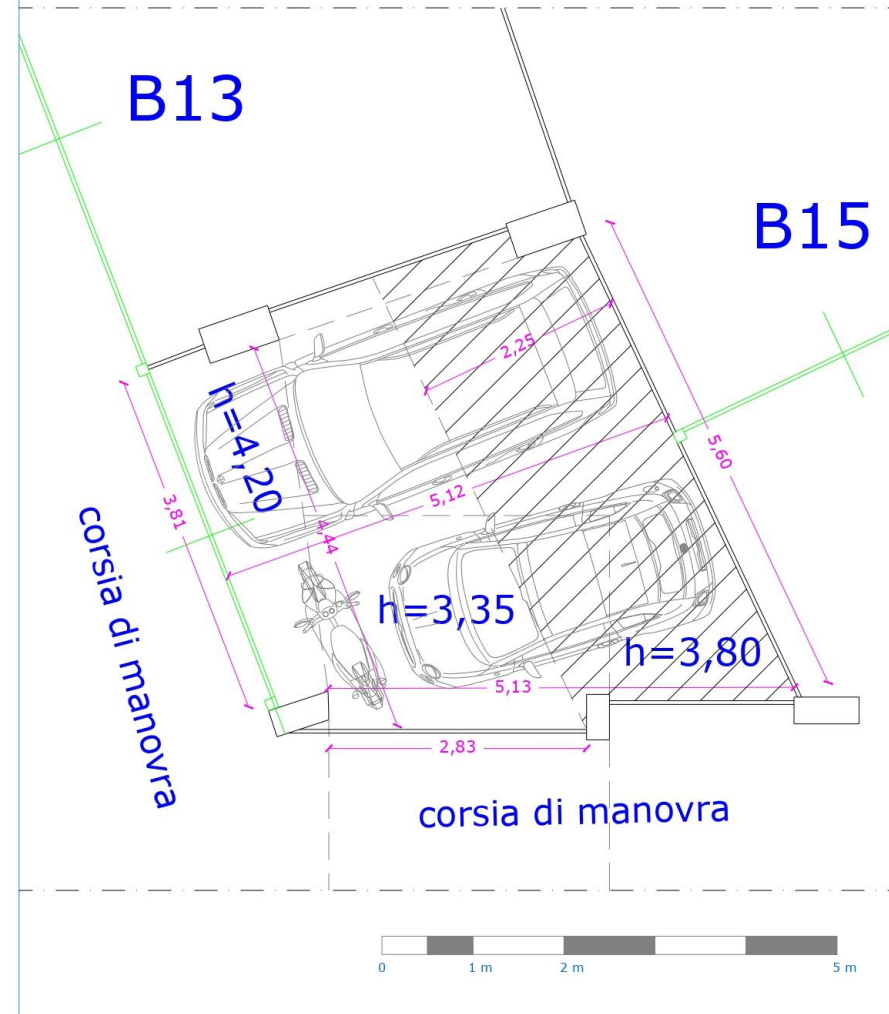 B13
B15
2,25
h=4,20
5,12
5,60
3,81
4,44
corsia di manovra
h=3,35
h=3,80
5,13
2,83
corsia di manovra
0 1 m 2 m 5 m